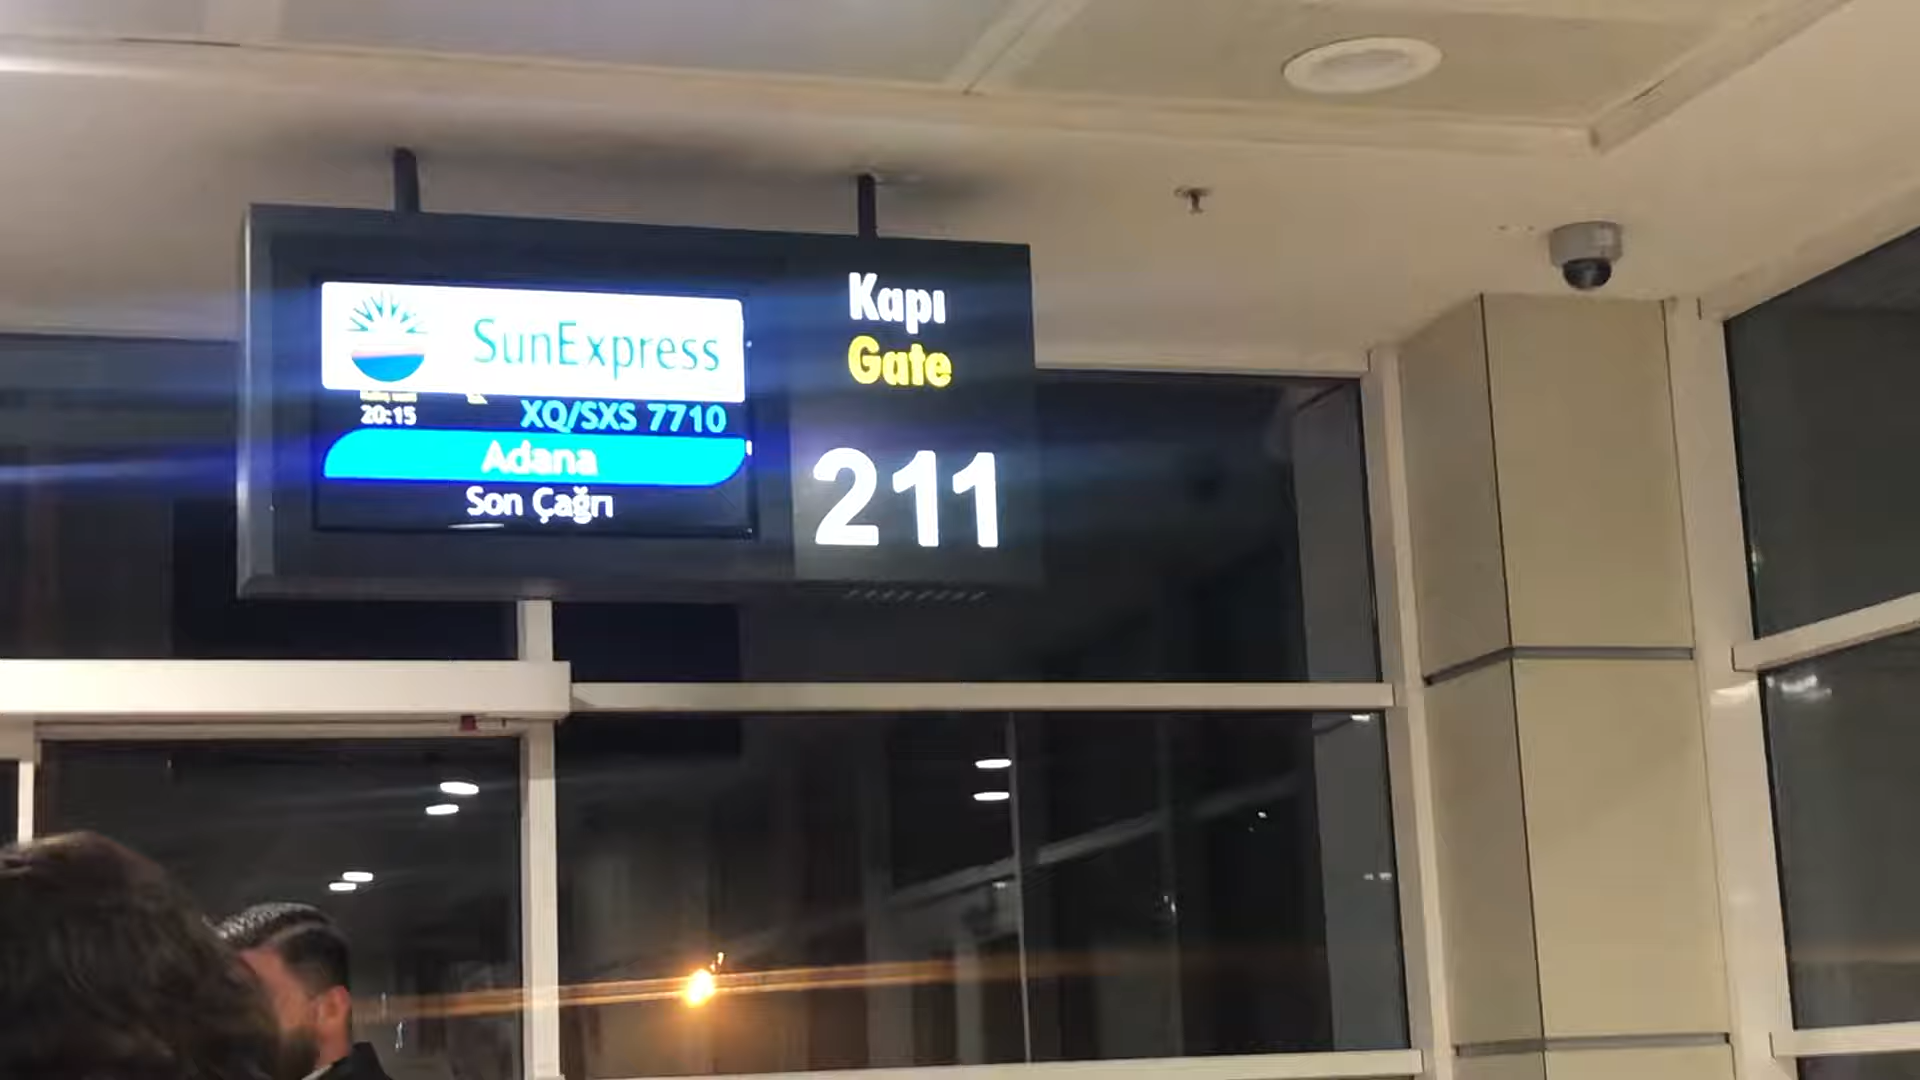 SunExpress
20:15 XQ/SXS 7710
Adana
Son Çağrı
Kapı
Gate
211